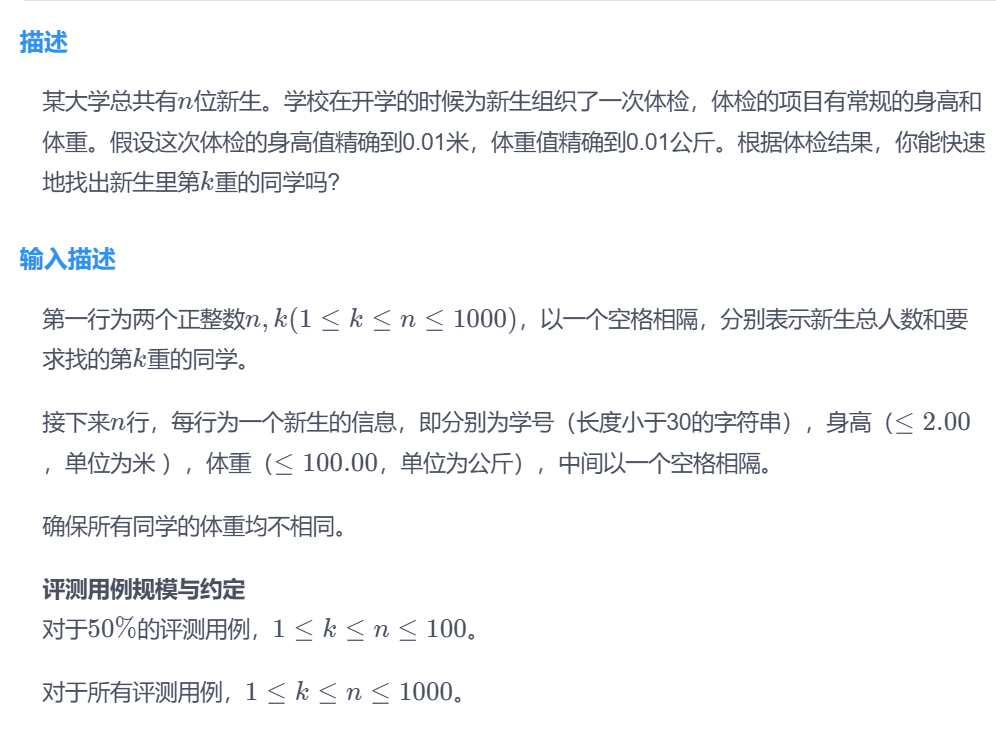 描述
某大学总共有n位新生。学校在开学的时候为新生组织了一次体检，体检的项目有常规的身高和
体重。假设这次体检的身高值精确到0.01米，体重值精确到0.01公斤。根据体检结果，你能快速
地找出新生里第k重的同学吗?
输入描述
第一行为两个正整数n, k(1 ≤ k ≤ n ≤ 1000)，以一个空格相隔，分别表示新生总人数和要
求找的第k重的同学。
接下来n行，每行为一个新生的信息，即分别为学号（长度小于30的字符串），身高（≤ 2.00
，单位为米 ），体重（≤ 100.00，单位为公斤），中间以一个空格相隔。
确保所有同学的体重均不相同。
评测用例规模与约定
对于50%的评测用例，1 ≤ k ≤ n ≤ 100。
对于所有评测用例，1 ≤ k ≤ n ≤ 1000。